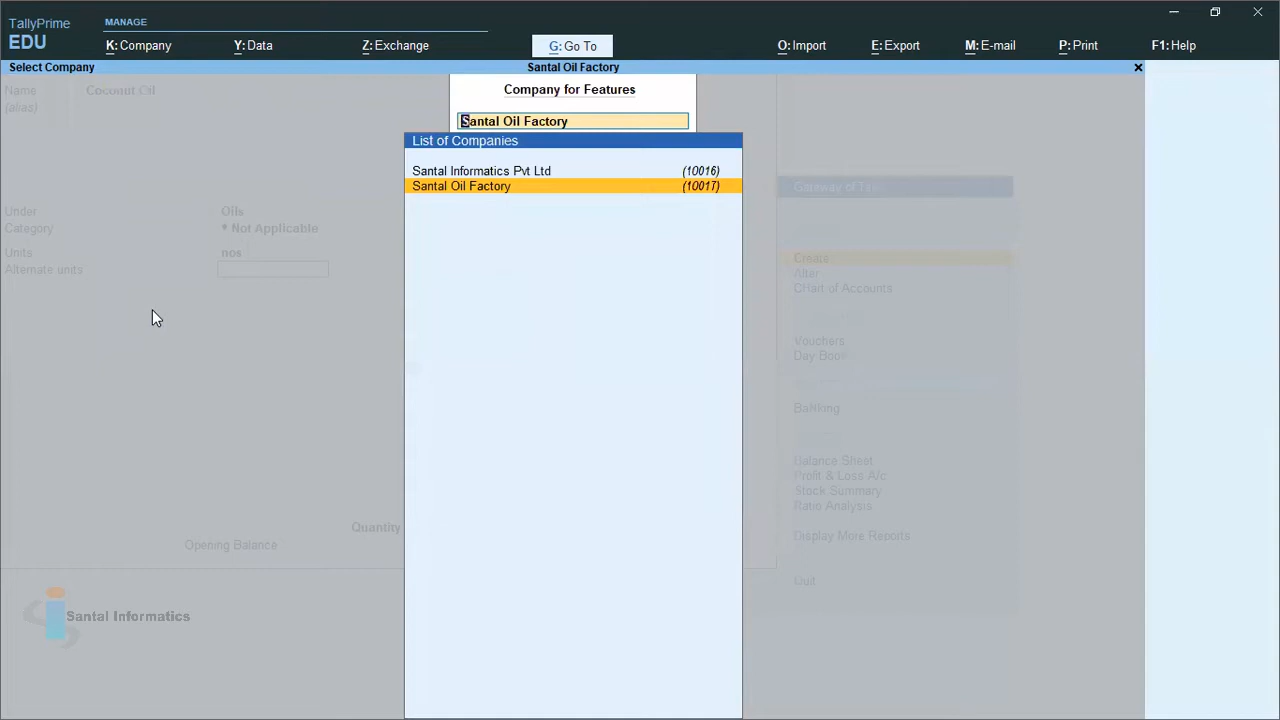 TallyPrime
EDU
MANAGE
K: Company
Y: Data
Z: Exchange
G: Go To
O: Import
E: Export
M: E-mail
P: Print
F1: Help
Select Company
Santal Oil Factory
Name Coconut Oil
(alias)
Company for Features
Santal Oil Factory
List of Companies
Santal Informatics Pvt Ltd (10016)
Santal Oil Factory (10017)
Under Oils
Category ♦ Not Applicable
Units nos
Alternate units
Gateway of
Create
Alter
CHart of Accounts
Vouchers
Day Book
BaNking
Balance Sheet
Profit & Loss A/c
Stock Summary
Ratio Analysis
Display More Reports
Quit
Quantity
Opening Balance
Santal Informatics